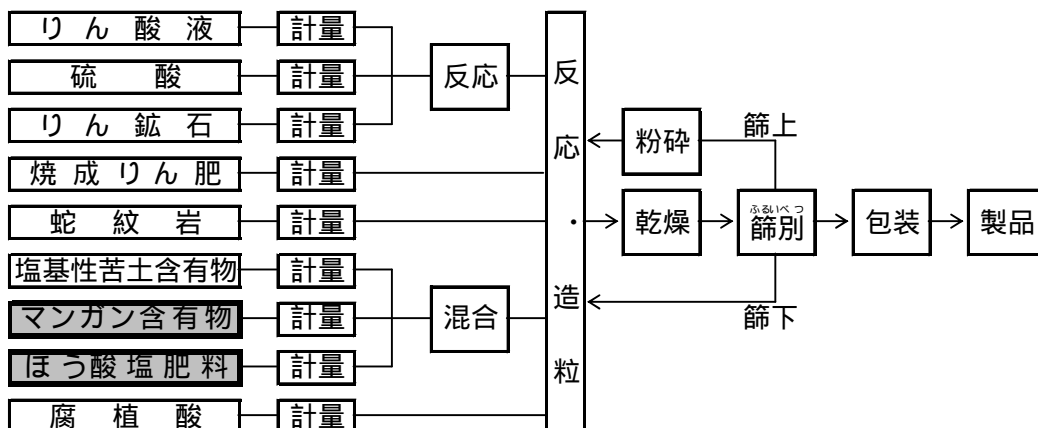 りん酸液
計量
硫酸
計量
反応
りん鉱石
計量
焼成りん肥
計量
蛇紋岩
計量
塩基性苦土含有物
計量
マンガン含有物
計量
混合
ほう酸塩肥料
計量
腐植酸
計量
反応・造粒
粉砕
篩上
乾燥
ふるいべつ
篩別
包装
製品
篩下